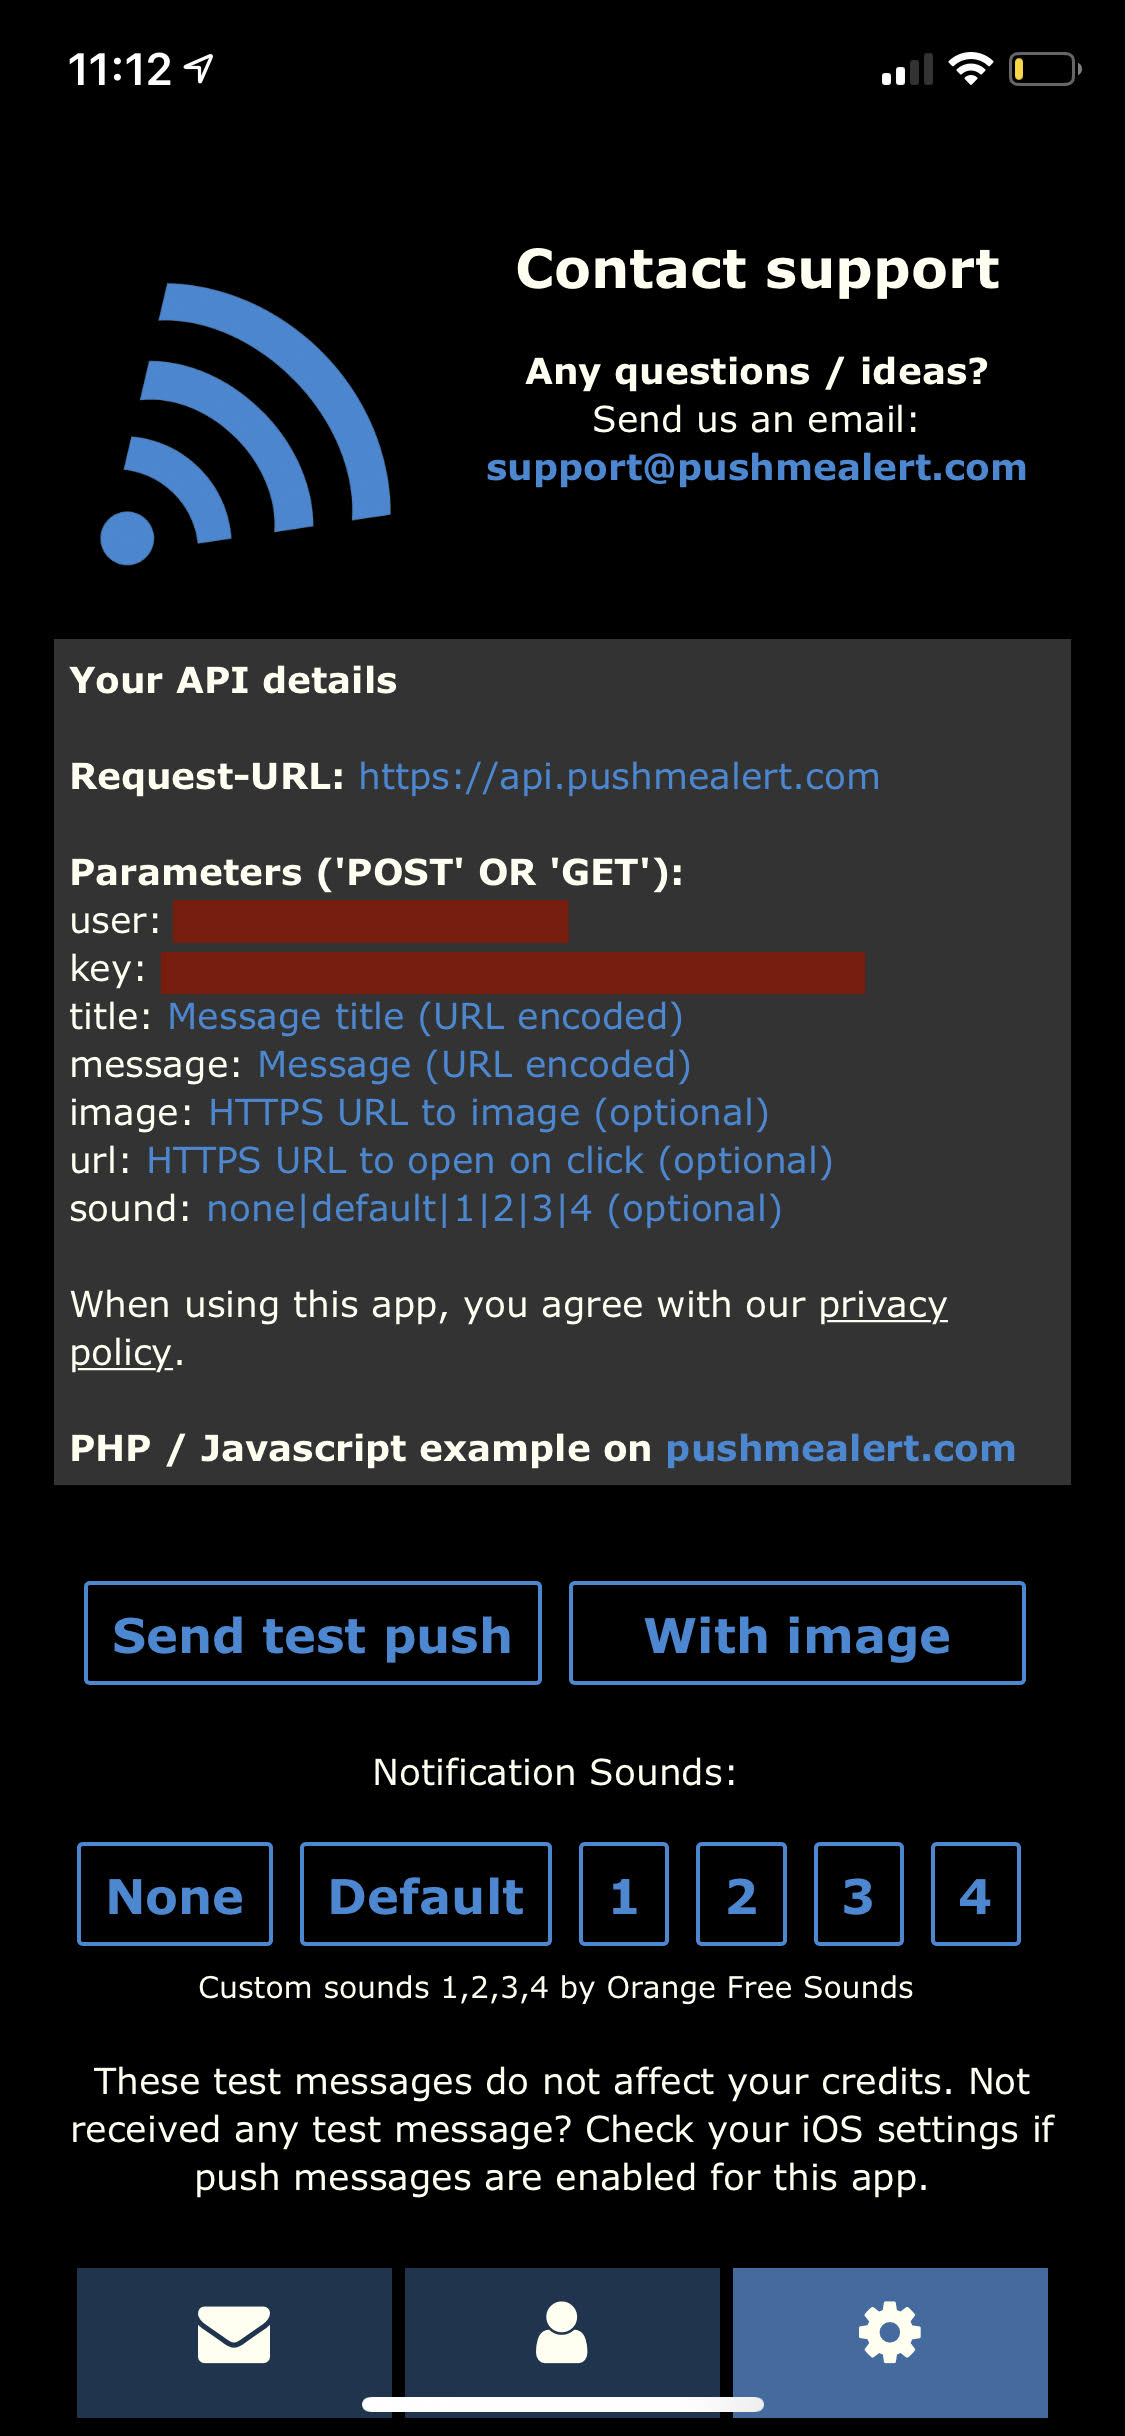 11:12
Contact support
Any questions / ideas?
Send us an email:
support@pushmealert.com
Your API details
Request-URL: https://api.pushmealert.com
Parameters ('POST' OR 'GET'):
user:
key:
title: Message title (URL encoded)
message: Message (URL encoded)
image: HTTPS URL to image (optional)
url: HTTPS URL to open on click (optional)
sound: none|default|1|2|3|4 (optional)
When using this app, you agree with our privacy
policy.
PHP / Javascript example on pushmealert.com
Send test push With image
Notification Sounds:
None Default 1 2 3 4
Custom sounds 1,2,3,4 by Orange Free Sounds
These test messages do not affect your credits. Not
received any test message? Check your iOS settings if
push messages are enabled for this app.